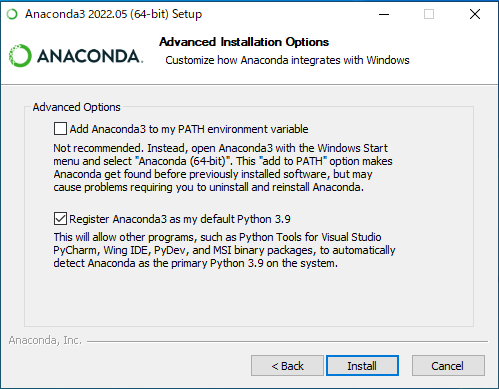 Anaconda3 2022.05 (64-bit) Setup
Advanced Installation Options
Customize how Anaconda integrates with Windows
ANACONDA.
Advanced Options
Add Anaconda3 to my PATH environment variable
Not recommended. Instead, open Anaconda3 with the Windows Start
menu and select "Anaconda (64-bit)". This "add to PATH" option makes
Anaconda get found before previously installed software, but may
cause problems requiring you to uninstall and reinstall Anaconda.
Register Anaconda3 as my default Python 3.9
This will allow other programs, such as Python Tools for Visual Studio
PyCharm, Wing IDE, PyDev, and MSI binary packages, to automatically
detect Anaconda as the primary Python 3.9 on the system.
Anaconda, Inc.
< Back
Install
Cancel